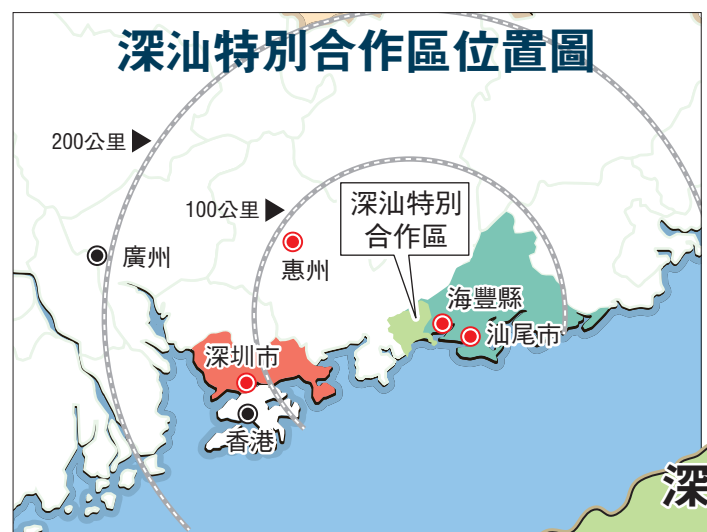 深汕特別合作區位置圖
200公里
100公里
深汕特別
合作區
廣州
惠州
海豐縣
汕尾市
深圳市
香港
深